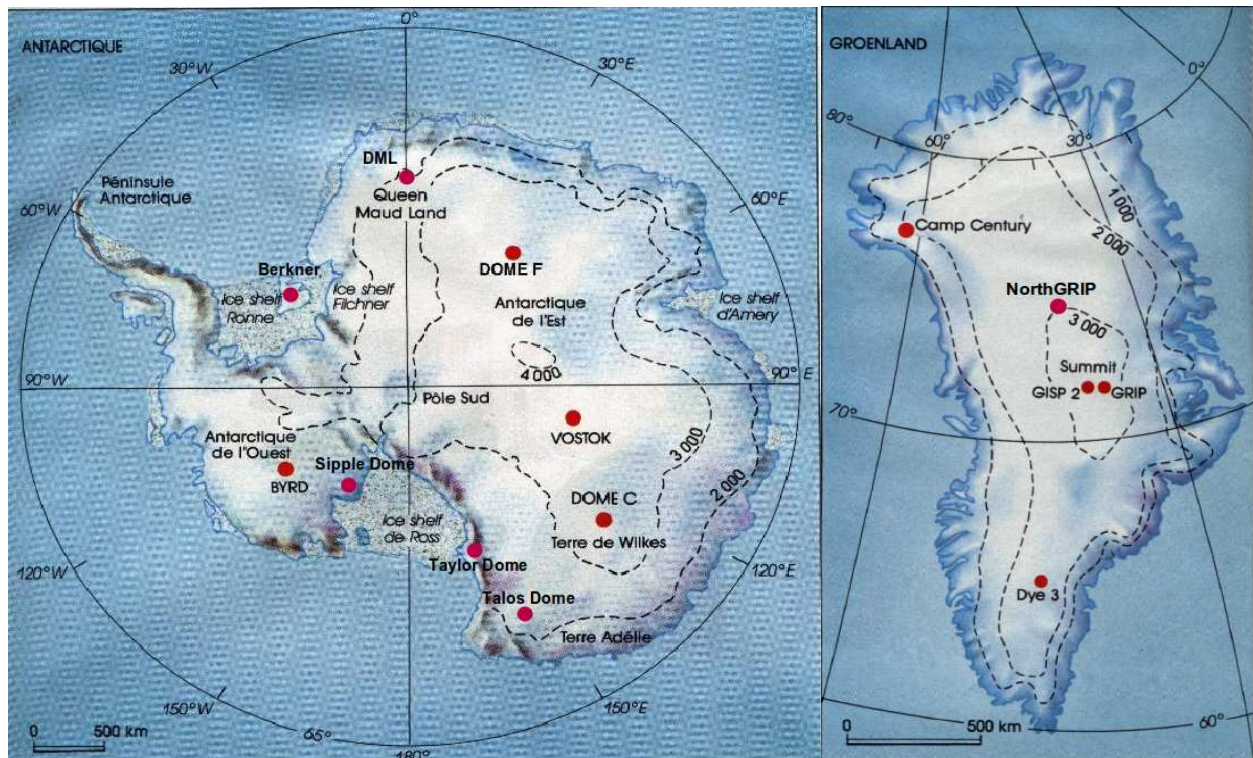 ANTARCTIQUE
0°
30°W
30°E
DML
Queen
Maud Land
Péninsule
Antarctique
60°W
60°E
DOME F
Berkner
Ice shelf
Ronne
Ice shelf
Filchner
Antarctique
de l'Est
Ice shelf
d'Amery
4 000
90°W
90°E
Pôle Sud
Antarctique
de l'Ouest
VOSTOK
3 000
Sipple Dome
BYRD
2 000
DOME C
Ice shelf
de Ross
Terre de Wilkes
Taylor Dome
120°W
120°E
Talos Dome
Terre Adélie
150°W
150°E
65°
180°
0 500 km
GROENLAND
0°
80°
60°
30°
1 000
2 000
Camp Century
NorthGRIP
3 000
Summit
GISP 2
GRIP
70°
Dye 3
60°
0 500 km